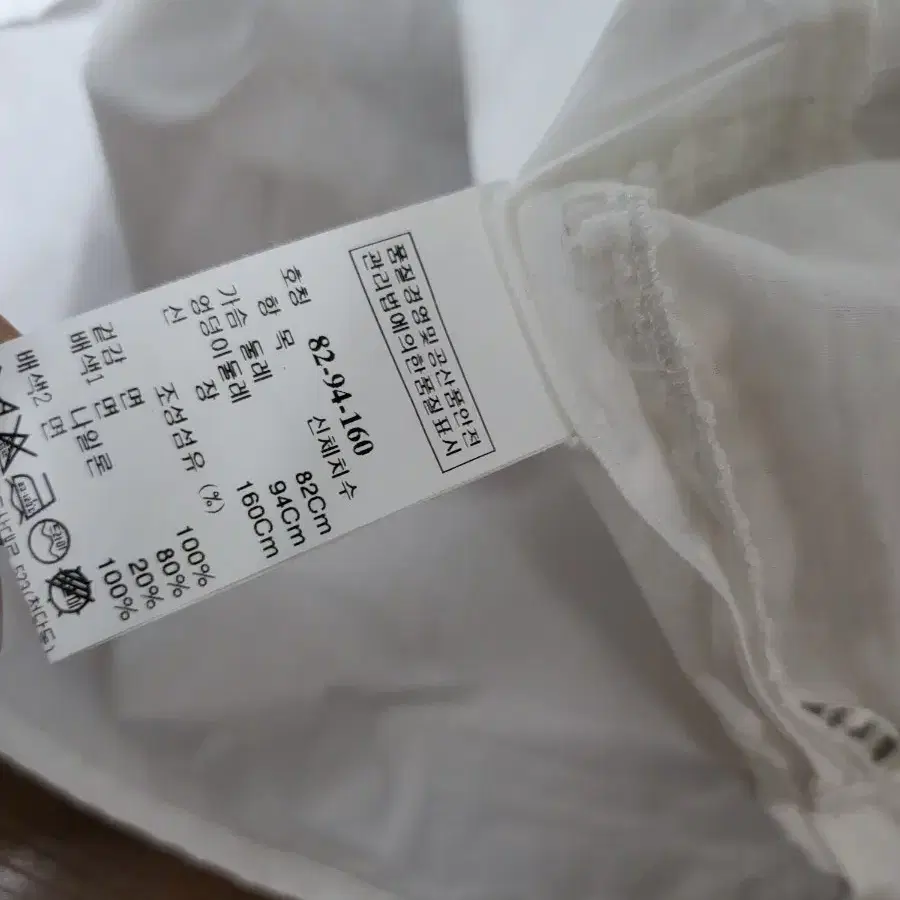 품질경영및공산품안전
관리법에의한품질표시
호칭 82-94-160
항 목 신체치수
가슴 둘레 82Cm
엉덩이둘레 94Cm
신 장 160Cm
조성섬유 (%)
겉감 면 100%
배색1 면 80%
나일론 20%
배색2 면 100%